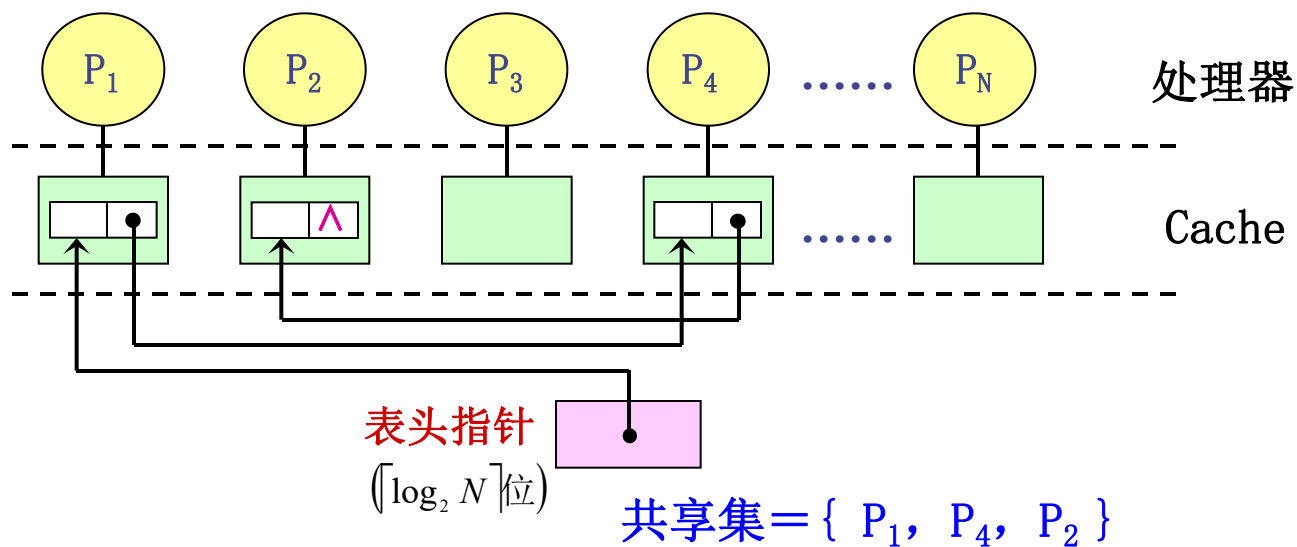 P₁ P₂ P₃ P₄ …… P_N 处理器
∧ …… Cache
表头指针
(⌈log₂ N⌉位)
共享集＝{ P₁, P₄, P₂ }